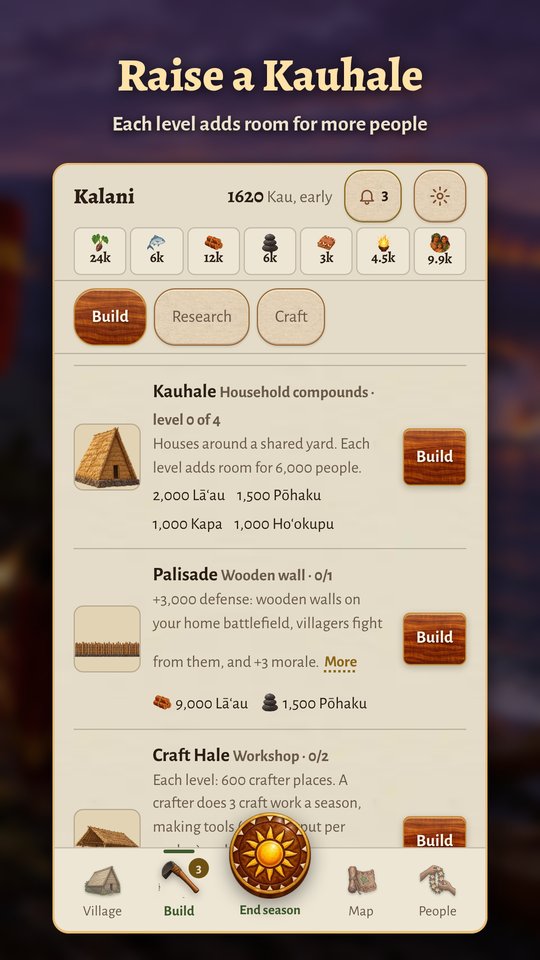 Raise a Kauhale
Each level adds room for more people
Kalani
1620 Kau, early
3
24k
6k
12k
6k
3k
4.5k
9.9k
Build
Research
Craft
Kauhale Household compounds ·
level 0 of 4
Houses around a shared yard. Each
level adds room for 6,000 people.
2,000 Lāʻau 1,500 Pōhaku
1,000 Kapa 1,000 Hoʻokupu
Build
Palisade Wooden wall · 0/1
+3,000 defense: wooden walls on
your home battlefield, villagers fight
from them, and +3 morale. More
9,000 Lāʻau 1,500 Pōhaku
Build
Craft Hale Workshop · 0/2
Each level: 600 crafter places. A
crafter does 3 craft work a season,
making tools
per
Build
3
Village
Build
End season
Map
People